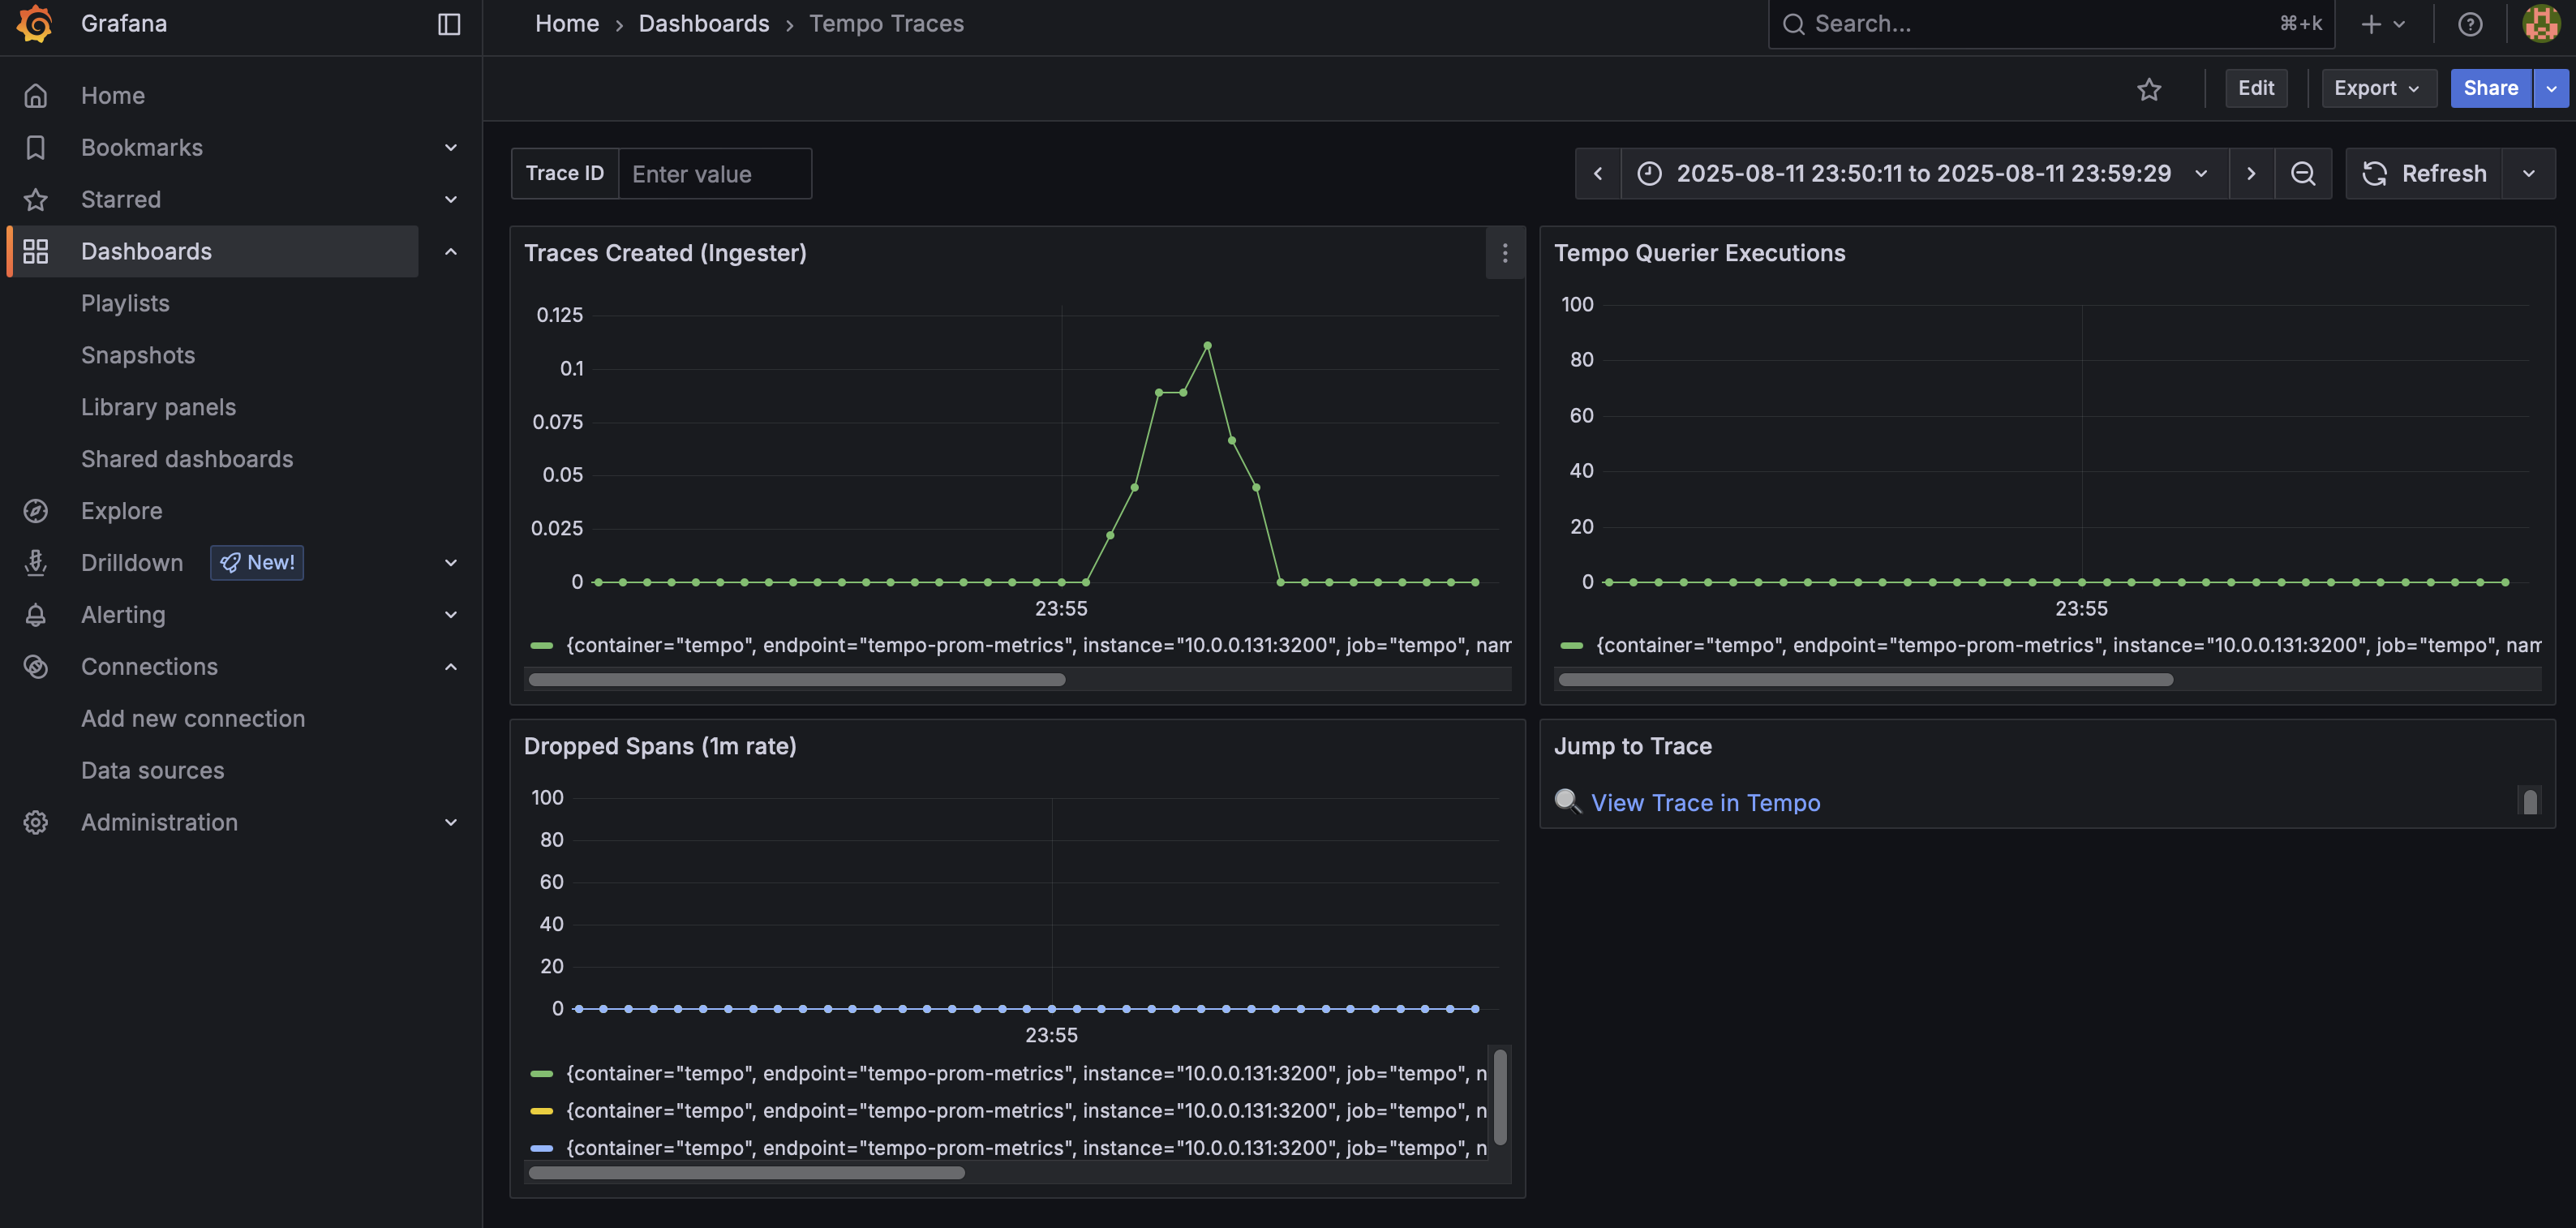 Grafana
Home › Dashboards › Tempo Traces
Search...
⌘+k
Edit
Export
Share
Home
Bookmarks
Starred
Dashboards
Playlists
Snapshots
Library panels
Shared dashboards
Explore
Drilldown New!
Alerting
Connections
Add new connection
Data sources
Administration
Trace ID Enter value
2025-08-11 23:50:11 to 2025-08-11 23:59:29
Refresh
Traces Created (Ingester)
0.125
0.1
0.075
0.05
0.025
0
23:55
{container="tempo", endpoint="tempo-prom-metrics", instance="10.0.0.131:3200", job="tempo", nam
Tempo Querier Executions
100
80
60
40
20
0
23:55
{container="tempo", endpoint="tempo-prom-metrics", instance="10.0.0.131:3200", job="tempo", nam
Dropped Spans (1m rate)
100
80
60
40
20
0
23:55
{container="tempo", endpoint="tempo-prom-metrics", instance="10.0.0.131:3200", job="tempo", n
{container="tempo", endpoint="tempo-prom-metrics", instance="10.0.0.131:3200", job="tempo", n
{container="tempo", endpoint="tempo-prom-metrics", instance="10.0.0.131:3200", job="tempo", n
Jump to Trace
View Trace in Tempo